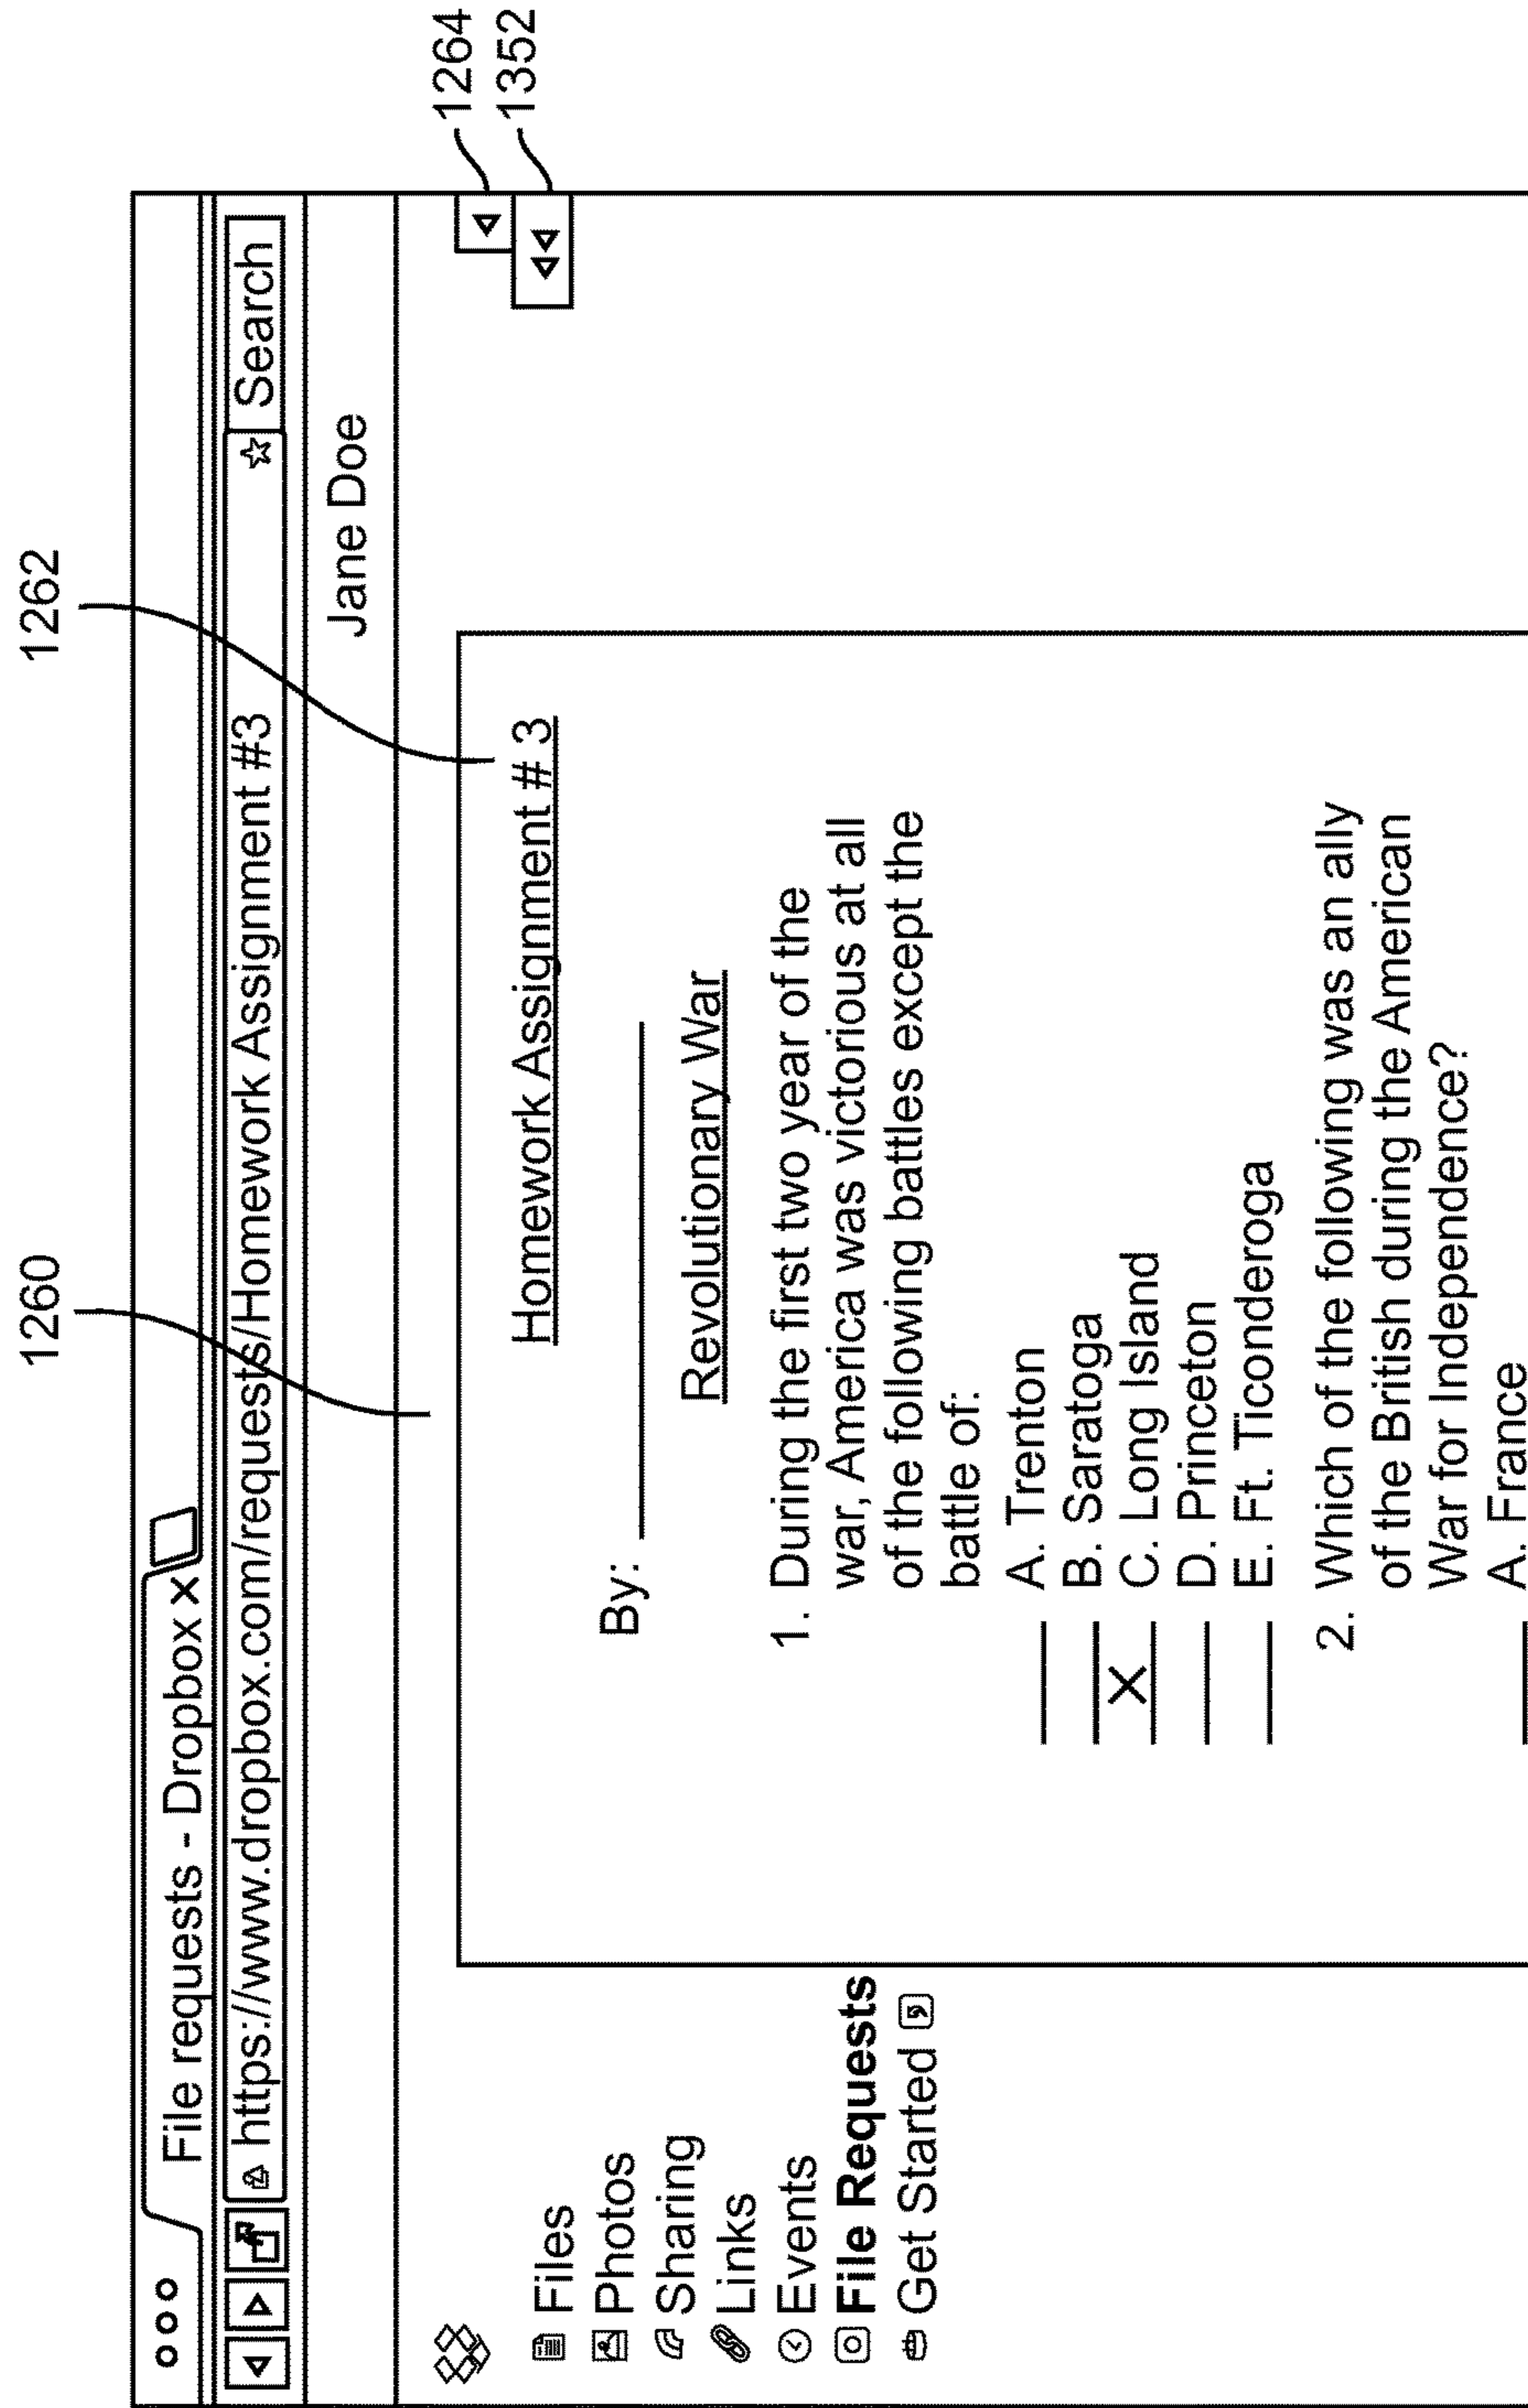 1260
1262
File requests - Dropbox X
https://www.dropbox.com/requests/Homework Assignment #3
Search
Jane Doe
1264
1352
Files
Photos
Sharing
Links
Events
File Requests
Get Started
Homework Assignment # 3
By:
Revolutionary War
1. During the first two year of the
war, America was victorious at all
of the following battles except the
battle of:
A. Trenton
B. Saratoga
X C. Long Island
D. Princeton
E. Ft. Ticonderoga
2. Which of the following was an ally
of the British during the American
War for Independence?
A. France